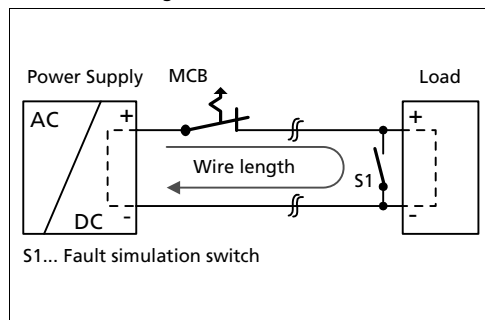 Power Supply MCB Load
AC + +
Wire length
S1
DC - -
S1... Fault simulation switch